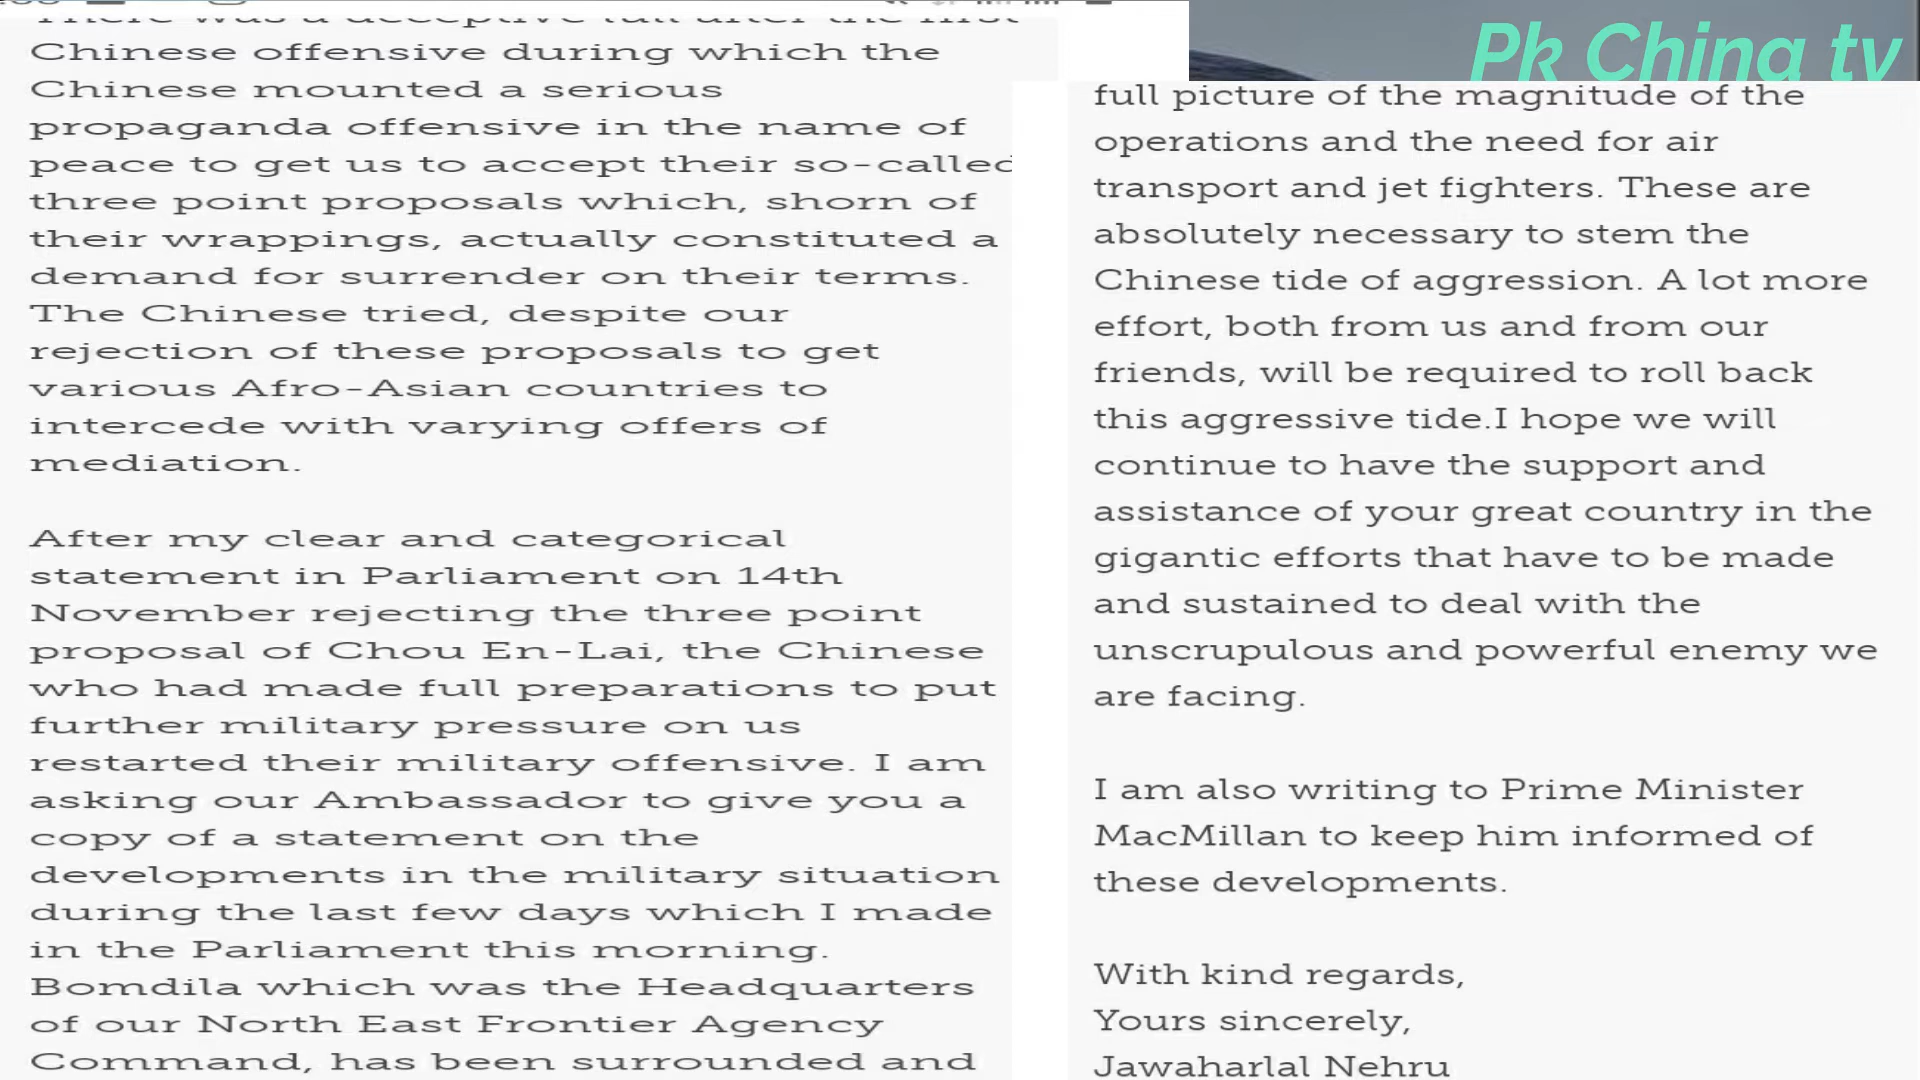 There was a deceptive lull after the first
Chinese offensive during which the
Chinese mounted a serious
propaganda offensive in the name of
peace to get us to accept their so-called
three point proposals which, shorn of
their wrappings, actually constituted a
demand for surrender on their terms.
The Chinese tried, despite our
rejection of these proposals to get
various Afro-Asian countries to
intercede with varying offers of
mediation.
After my clear and categorical
statement in Parliament on 14th
November rejecting the three point
proposal of Chou En-Lai, the Chinese
who had made full preparations to put
further military pressure on us
restarted their military offensive. I am
asking our Ambassador to give you a
copy of a statement on the
developments in the military situation
during the last few days which I made
in the Parliament this morning.
Bomdila which was the Headquarters
of our North East Frontier Agency
Command, has been surrounded and
Pk China tv
full picture of the magnitude of the
operations and the need for air
transport and jet fighters. These are
absolutely necessary to stem the
Chinese tide of aggression. A lot more
effort, both from us and from our
friends, will be required to roll back
this aggressive tide.I hope we will
continue to have the support and
assistance of your great country in the
gigantic efforts that have to be made
and sustained to deal with the
unscrupulous and powerful enemy we
are facing.
I am also writing to Prime Minister
MacMillan to keep him informed of
these developments.
With kind regards,
Yours sincerely,
Jawaharlal Nehru